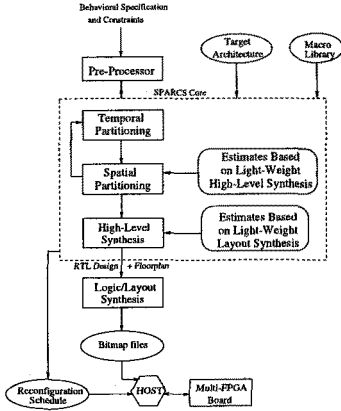 Behavioral Specification
and Constraints
Target
Architecture
Macro
Library
Pre-Processor
SPARCS Core
Temporal
Partitioning
Spatial
Partitioning
Estimates Based
on Light-Weight
High-Level Synthesis
High-Level
Synthesis
Estimates Based
on Light-Weight
Layout Synthesis
RTL Design + Floorplan
Logic/Layout
Synthesis
Bitmap files
Reconfiguration
Schedule
HOST
Multi-FPGA
Board